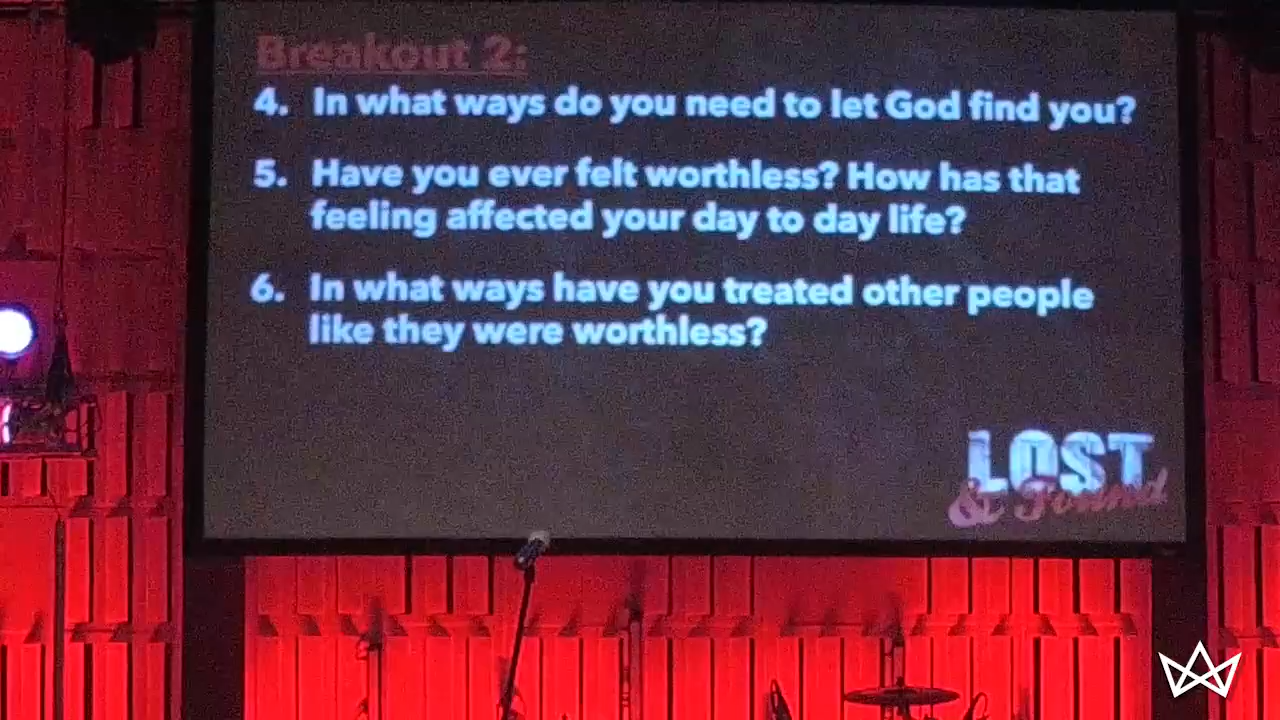 Breakout 2:
4. In what ways do you need to let God find you?
5. Have you ever felt worthless? How has that
feeling affected your day to day life?
6. In what ways have you treated other people
like they were worthless?
LOST
& Found